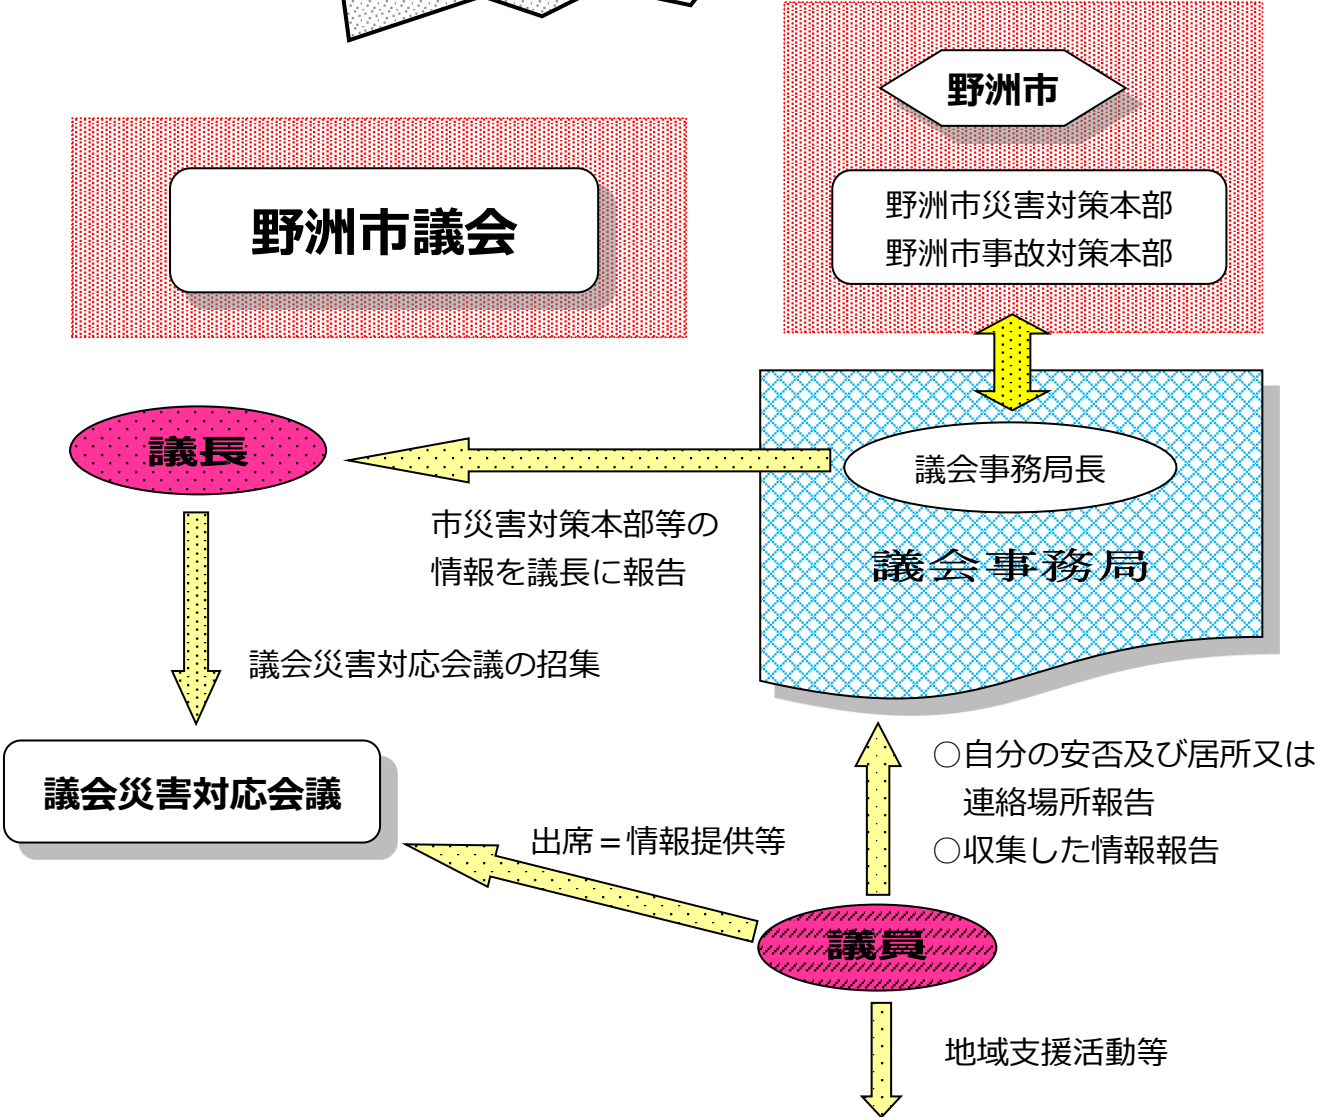 野洲市
野洲市議会
野洲市災害対策本部
野洲市事故対策本部
議長
議会事務局長
市災害対策本部等の
情報を議長に報告
議会事務局
議会災害対応会議の招集
議会災害対応会議
○自分の安否及び居所又は
連絡場所報告
○収集した情報報告
出席＝情報提供等
議員
地域支援活動等